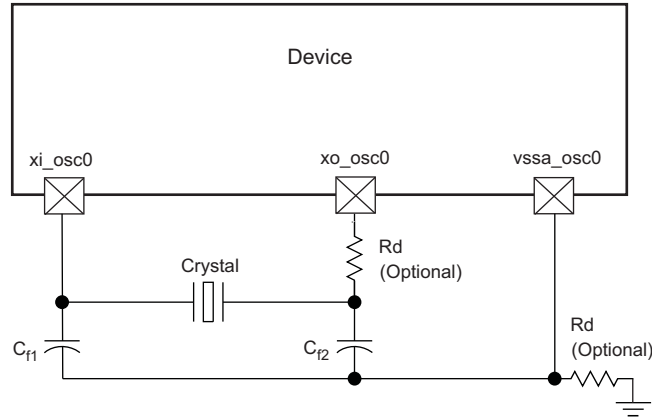 Device
xi_osc0
xo_osc0
vssa_osc0
Rd
(Optional)
Crystal
Rd
(Optional)
Cf1
Cf2